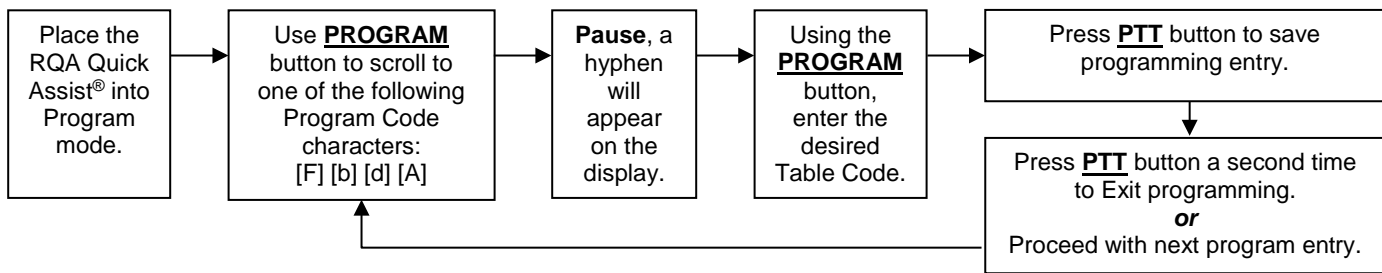 Place the
RQA Quick
Assist® into
Program
mode.
Use PROGRAM
button to scroll to
one of the following
Program Code
characters:
[F] [b] [d] [A]
Pause, a
hyphen
will
appear
on the
display.
Using the
PROGRAM
button,
enter the
desired
Table Code.
Press PTT button to save
programming entry.
Press PTT button a second time
to Exit programming.
or
Proceed with next program entry.